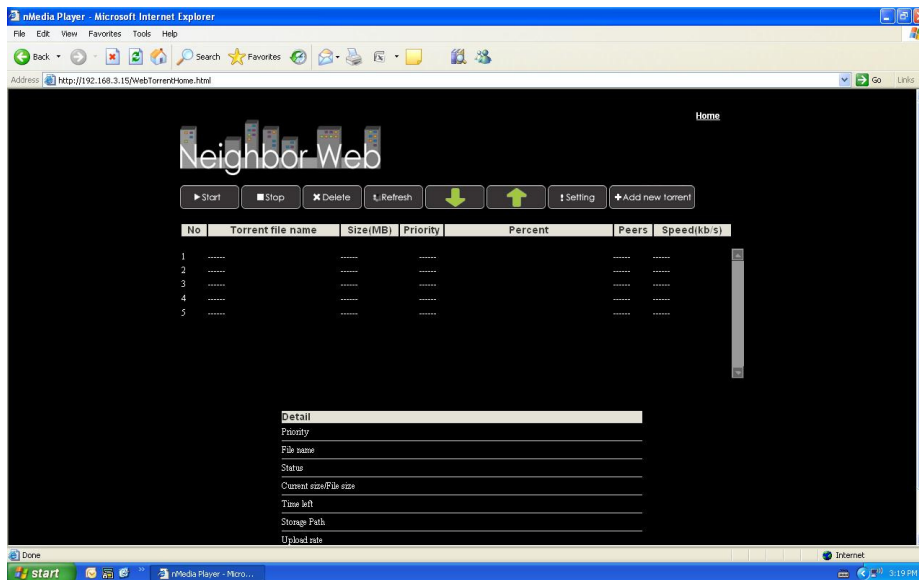 nMedia Player - Microsoft Internet Explorer
File Edit View Favorites Tools Help
Back Search Favorites
Address http://192.168.3.15/WebTorrentHome.html Go Links
Home
Neighbor Web
Start Stop Delete Refresh Setting Add new torrent
No Torrent file name Size(MB) Priority Percent Peers Speed(kb/s)
1 ------ ------ ------ ------ ------
2 ------ ------ ------ ------ ------
3 ------ ------ ------ ------ ------
4 ------ ------ ------ ------ ------
5 ------ ------ ------ ------ ------
Detail
Priority
File name
Status
Current size/File size
Time left
Storage Path
Upload rate
Done Internet
start nMedia Player - Micro... 3:19 PM